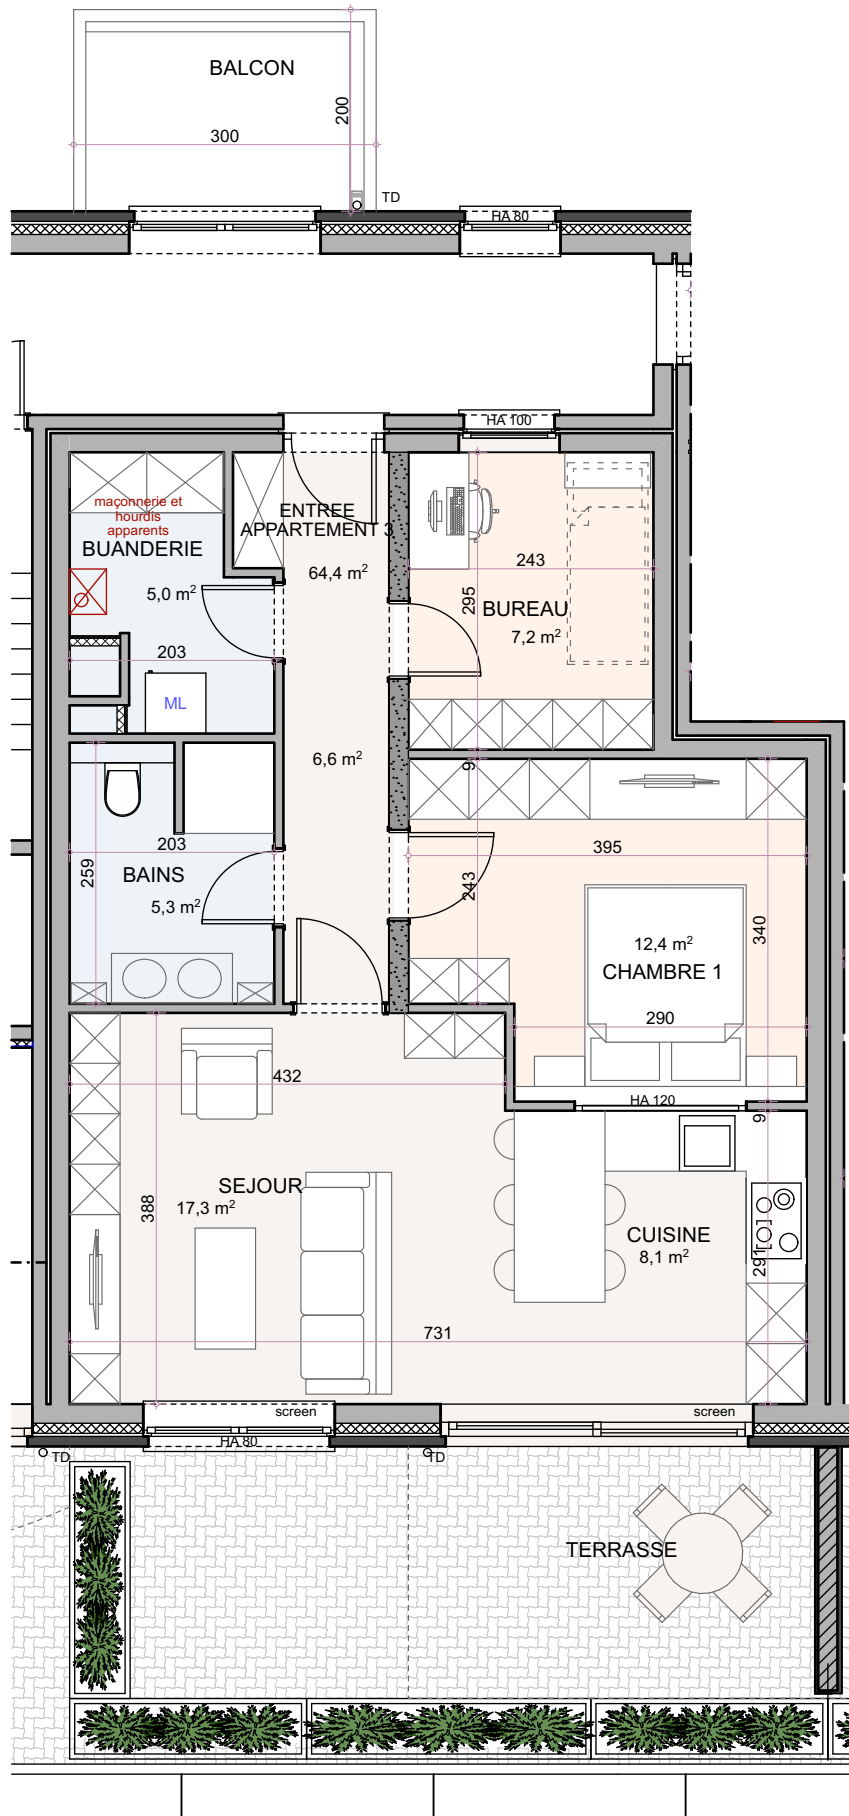 BALCON
200
300
TD
HA 80
HA 100
maçonnerie et
hourdis
apparents
BUANDERIE
5,0 m²
ENTREE
APPARTEMENT 3
64,4 m²
243
295
BUREAU
7,2 m²
203
ML
6,6 m²
9
395
203
259
BAINS
5,3 m²
243
340
12,4 m²
CHAMBRE 1
290
HA 120
9
432
SEJOUR
17,3 m²
388
CUISINE
8,1 m²
291
731
screen
screen
HA 80
TD
TD
TERRASSE